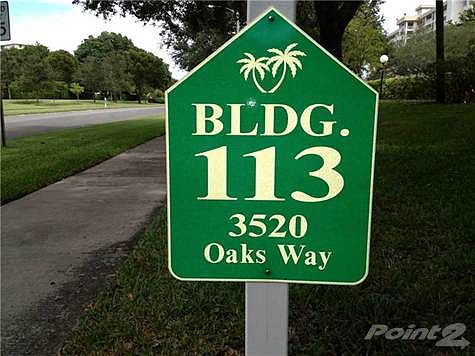 BLDG.
113
3520
Oaks Way
Point2